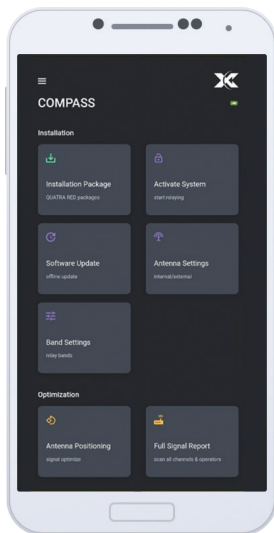 COMPASS
Installation
Installation Package
QUATRA RED packages
Activate System
start relaying
Software Update
offline update
Antenna Settings
internal/external
Band Settings
relay bands
Optimization
Antenna Positioning
signal optimizer
Full Signal Report
scan all channels & operators